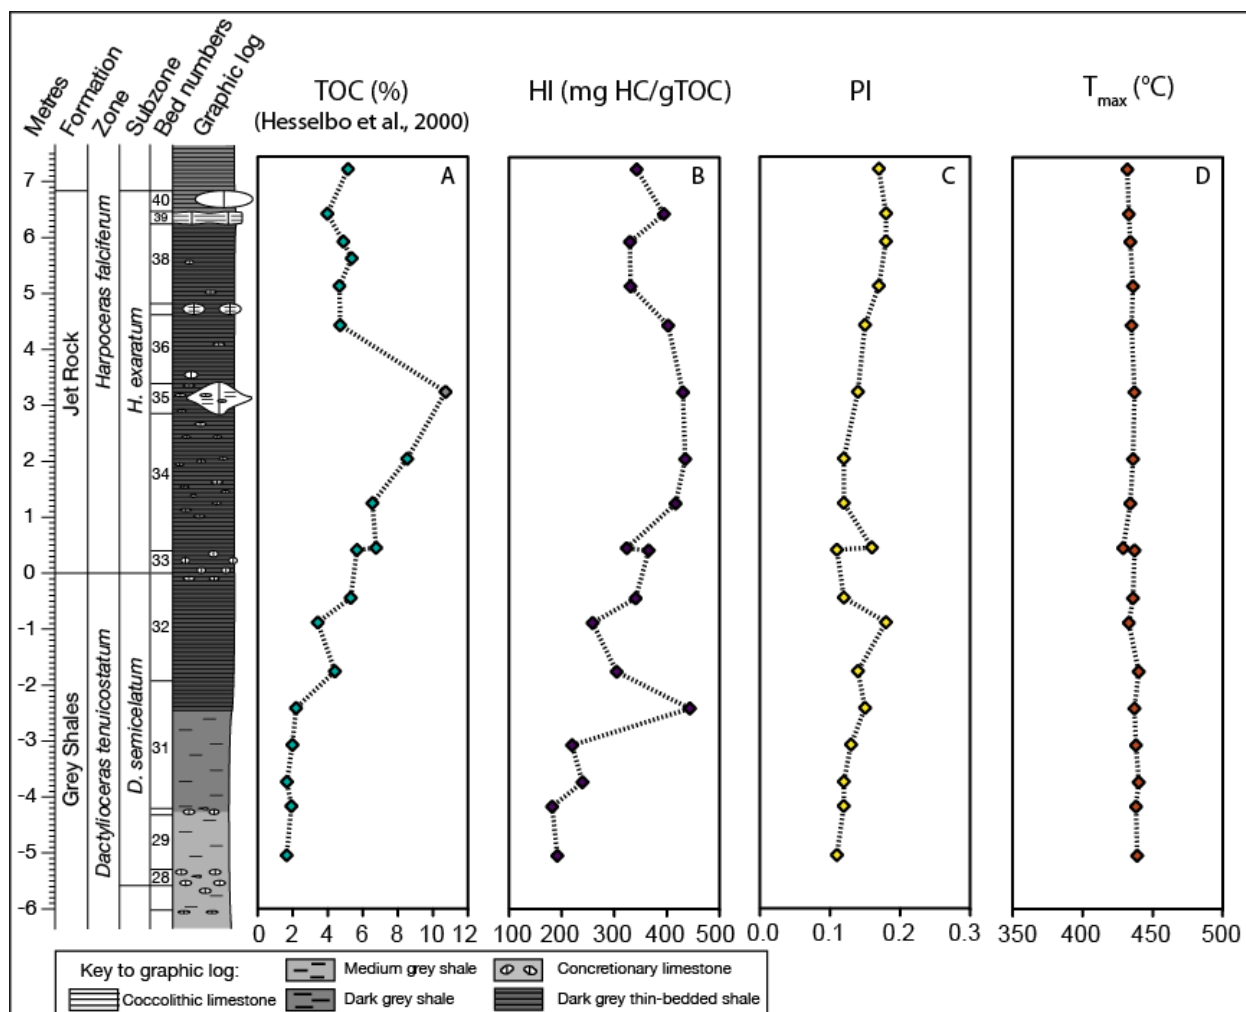 Metres
Formation
Zone
Subzone
Bed numbers
Graphic log
TOC (%)
(Hesselbo et al., 2000)
HI (mg HC/gTOC)
PI
Tmax (°C)
A
B
C
D
7
6
5
4
3
2
1
0
-1
-2
-3
-4
-5
-6
Jet Rock
Grey Shales
Harpoceras falciferum
Dactylioceras tenuicostatum
H. exaratum
D. semicelatum
40
39
38
36
35
34
33
32
31
29
28
0 2 4 6 8 10 12
100 200 300 400 500
0.0 0.1 0.2 0.3
350 400 450 500
Key to graphic log:
Medium grey shale
Concretionary limestone
Coccolithic limestone
Dark grey shale
Dark grey thin-bedded shale